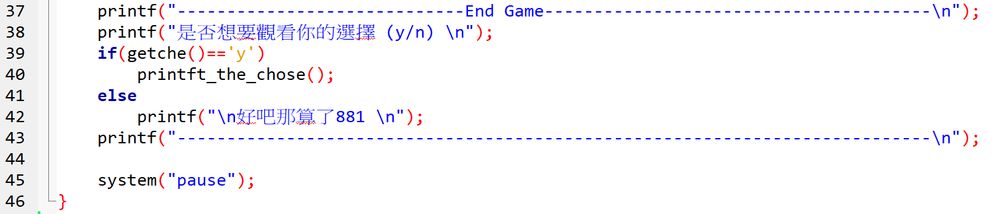 37 printf("-----------------------------End Game---------------------------------------\n");
38 printf("是否想要觀看你的選擇 (y/n) \n");
39 if(getche()=='y')
40 printft_the_chose();
41 else
42 printf("\n好吧那算了881 \n");
43 printf("----------------------------------------------------------------------------\n");
44
45 system("pause");
46 }